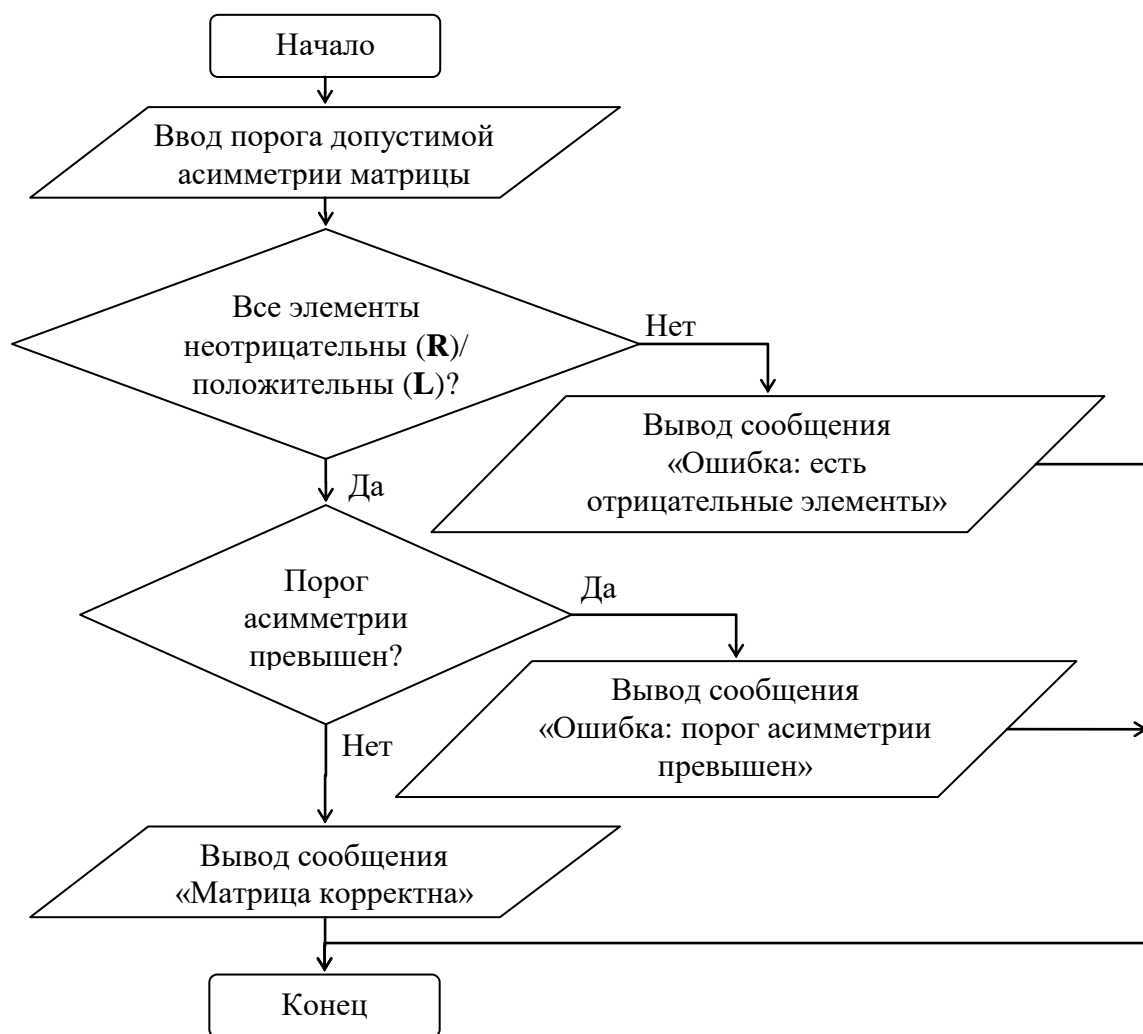 Начало
Ввод порога допустимой
асимметрии матрицы
Все элементы
неотрицательны (R)/
положительны (L)?
Нет
Вывод сообщения
«Ошибка: есть
отрицательные элементы»
Да
Порог
асимметрии
превышен?
Да
Вывод сообщения
«Ошибка: порог асимметрии
превышен»
Нет
Вывод сообщения
«Матрица корректна»
Конец